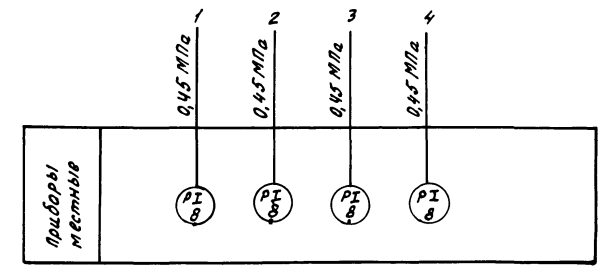 1 2 3 4
0,45 МПа 0,45 МПа 0,45 МПа 0,45 МПа
Приборы
местные
PI PI PI PI
8 8 8 8